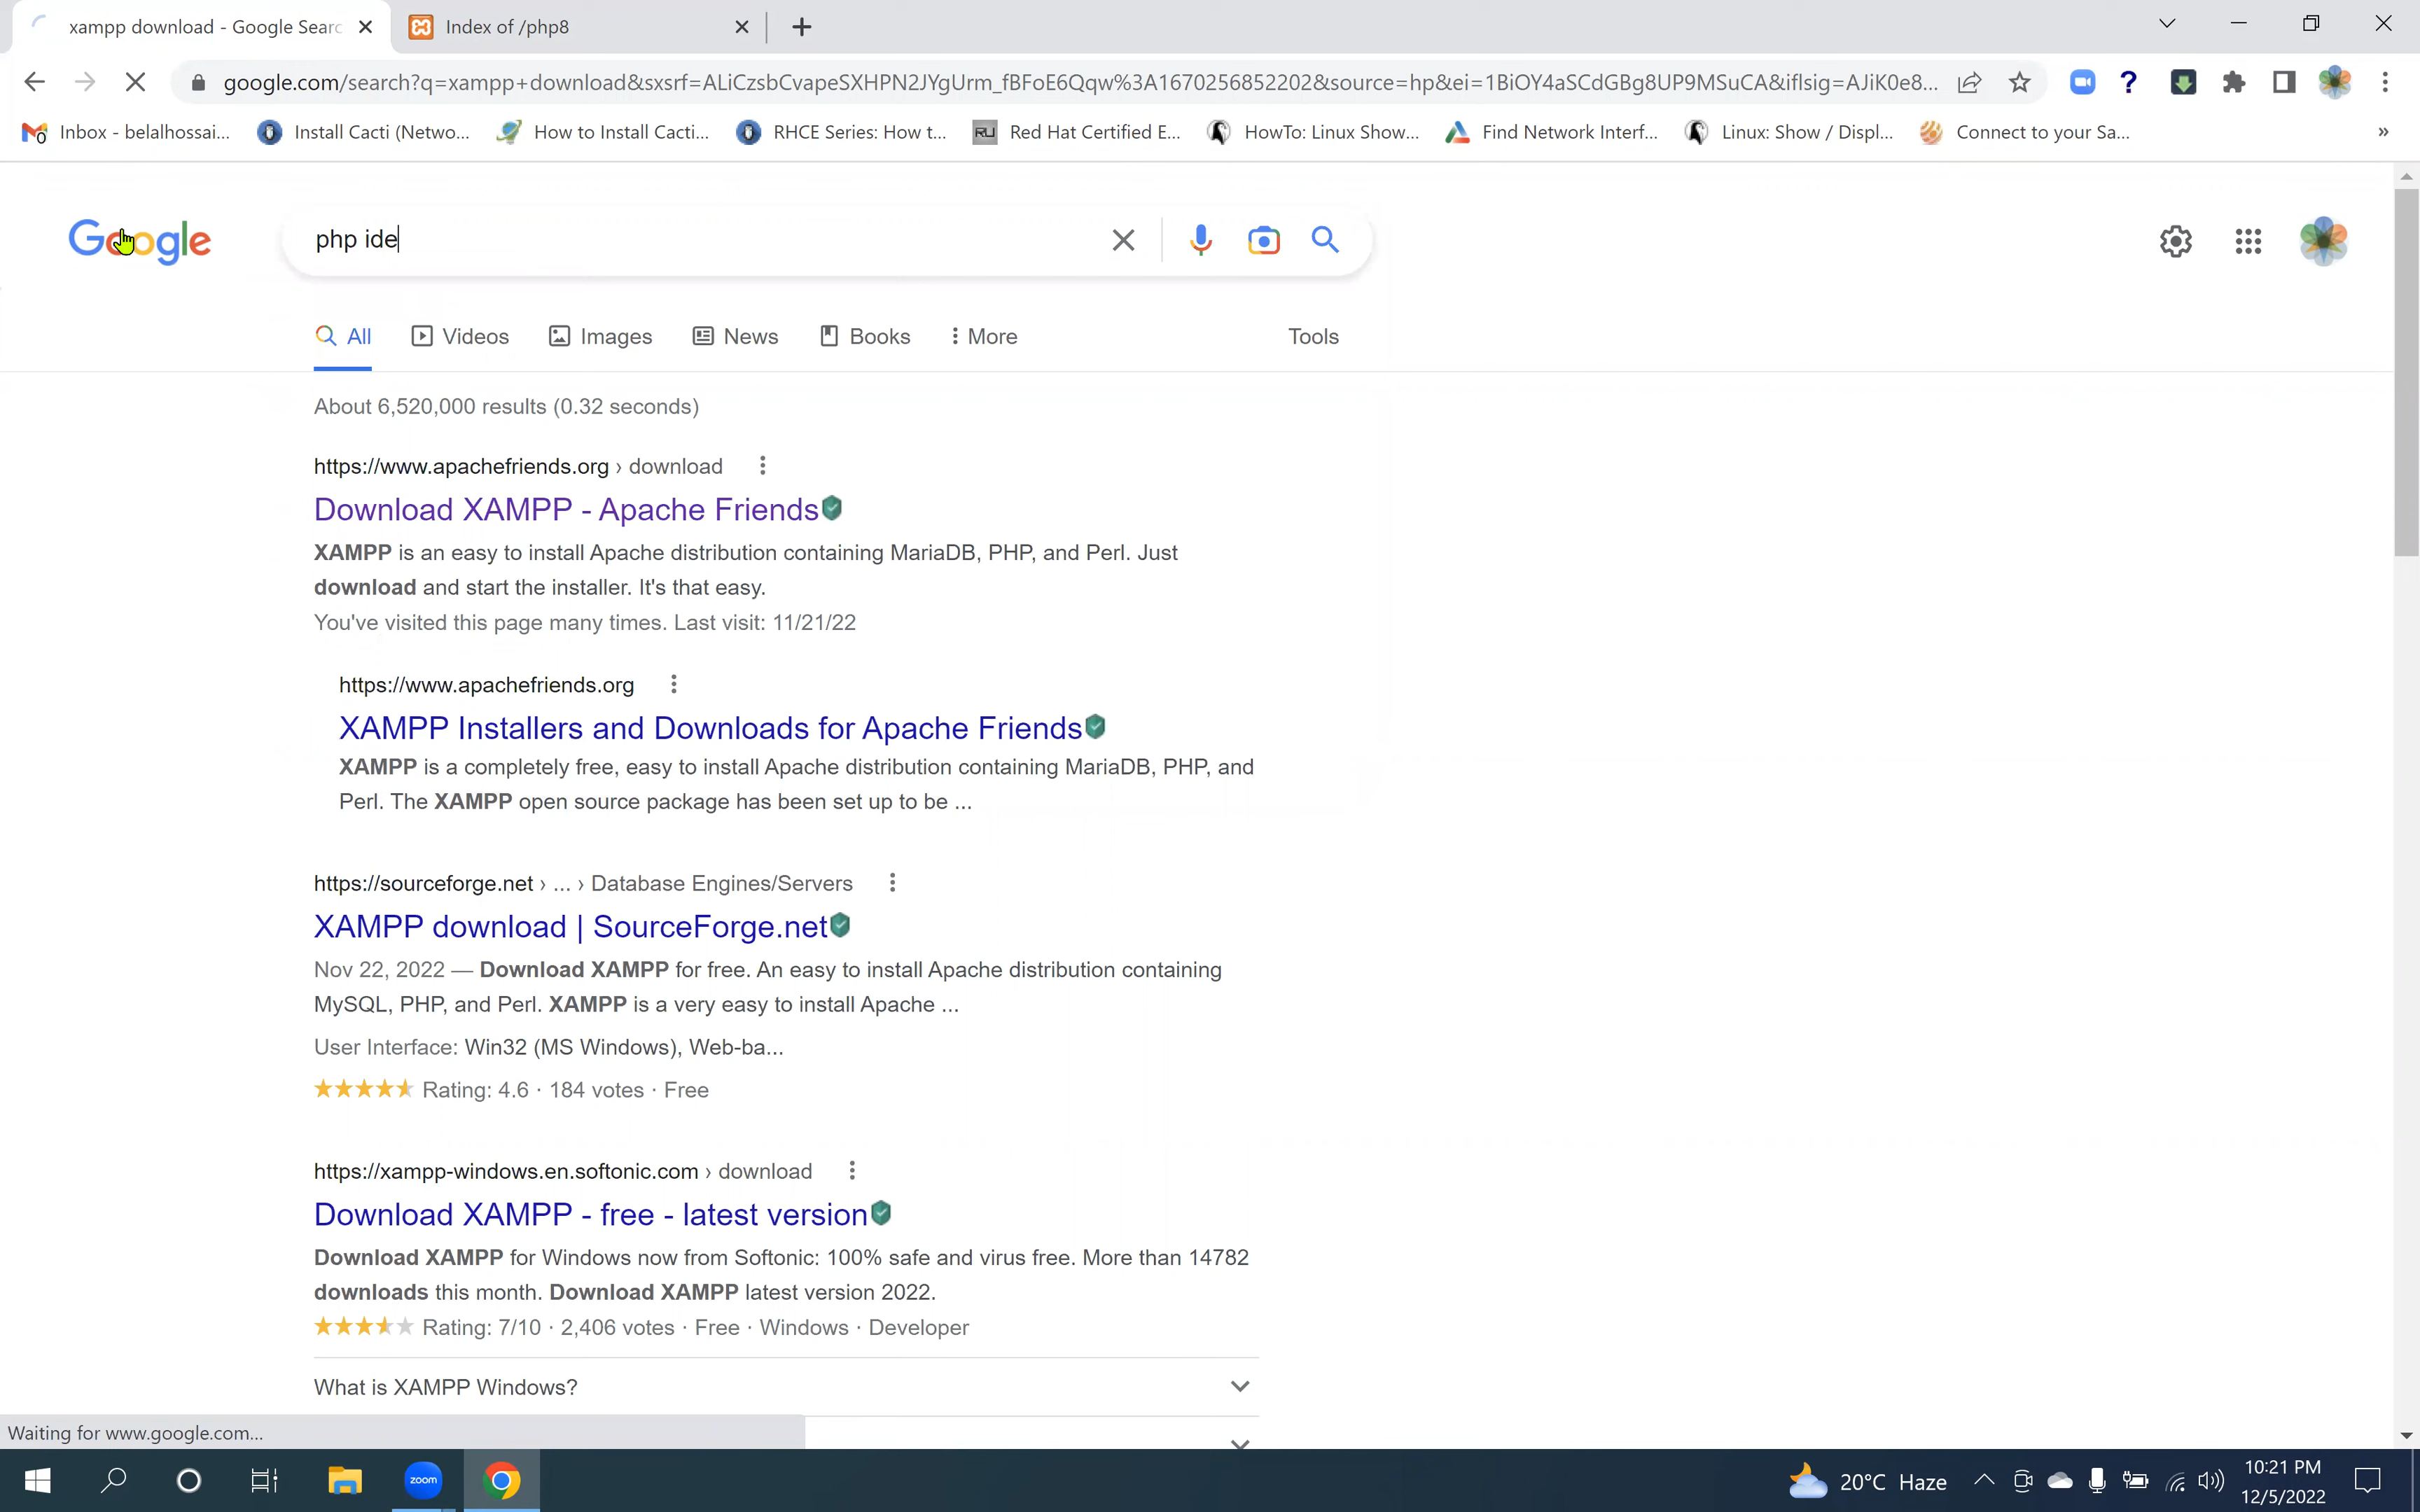 xampp download - Google Searc
Index of /php8
google.com/search?q=xampp+download&sxsrf=ALiCzsbCvapeSXHPN2JYgUrm_fBFoE6Qqw%3A1670256852202&source=hp&ei=1BiOY4aSCdGBg8UP9MSuCA&iflsig=AJiK0e8...
Inbox - belalhossai...
Install Cacti (Netwo...
How to Install Cacti...
RHCE Series: How t...
Red Hat Certified E...
HowTo: Linux Show...
Find Network Interf...
Linux: Show / Displ...
Connect to your Sa...
»
Google
php ide
All
Videos
Images
News
Books
More
Tools
About 6,520,000 results (0.32 seconds)
https://www.apachefriends.org › download
Download XAMPP - Apache Friends
XAMPP is an easy to install Apache distribution containing MariaDB, PHP, and Perl. Just
download and start the installer. It's that easy.
You've visited this page many times. Last visit: 11/21/22
https://www.apachefriends.org
XAMPP Installers and Downloads for Apache Friends
XAMPP is a completely free, easy to install Apache distribution containing MariaDB, PHP, and
Perl. The XAMPP open source package has been set up to be ...
https://sourceforge.net › ... › Database Engines/Servers
XAMPP download | SourceForge.net
Nov 22, 2022 — Download XAMPP for free. An easy to install Apache distribution containing
MySQL, PHP, and Perl. XAMPP is a very easy to install Apache ...
User Interface: Win32 (MS Windows), Web-ba...
Rating: 4.6 · 184 votes · Free
https://xampp-windows.en.softonic.com › download
Download XAMPP - free - latest version
Download XAMPP for Windows now from Softonic: 100% safe and virus free. More than 14782
downloads this month. Download XAMPP latest version 2022.
Rating: 7/10 · 2,406 votes · Free · Windows · Developer
What is XAMPP Windows?
Waiting for www.google.com...
zoom
20°C Haze
10:21 PM
12/5/2022